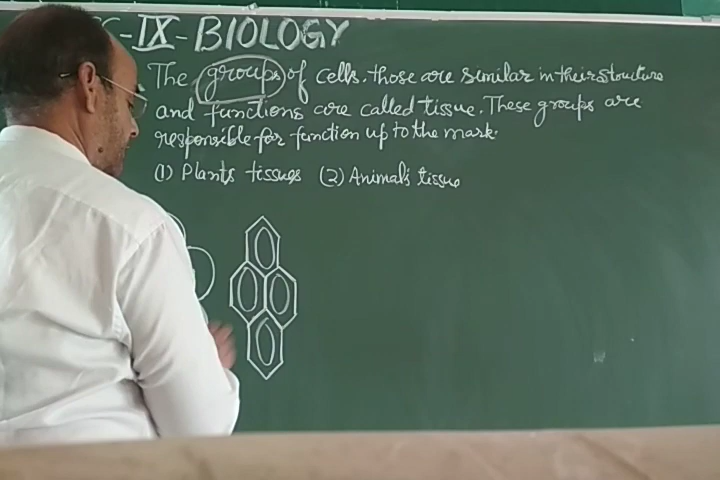 -IX-BIOLOGY
The groups of cells. those are similar in their structure
and functions are called tissue. These groups are
responsible for function up to the mark.
(1) Plants tissues (2) Animals tissue